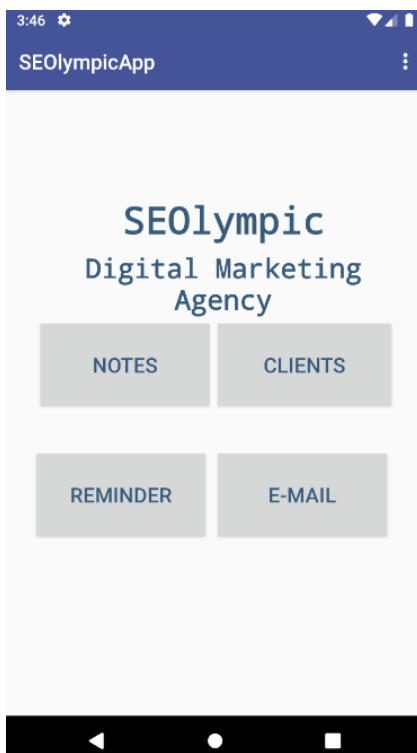 3:46
SEOlympicApp
SEOlympic
Digital Marketing
Agency
NOTES CLIENTS
REMINDER E-MAIL